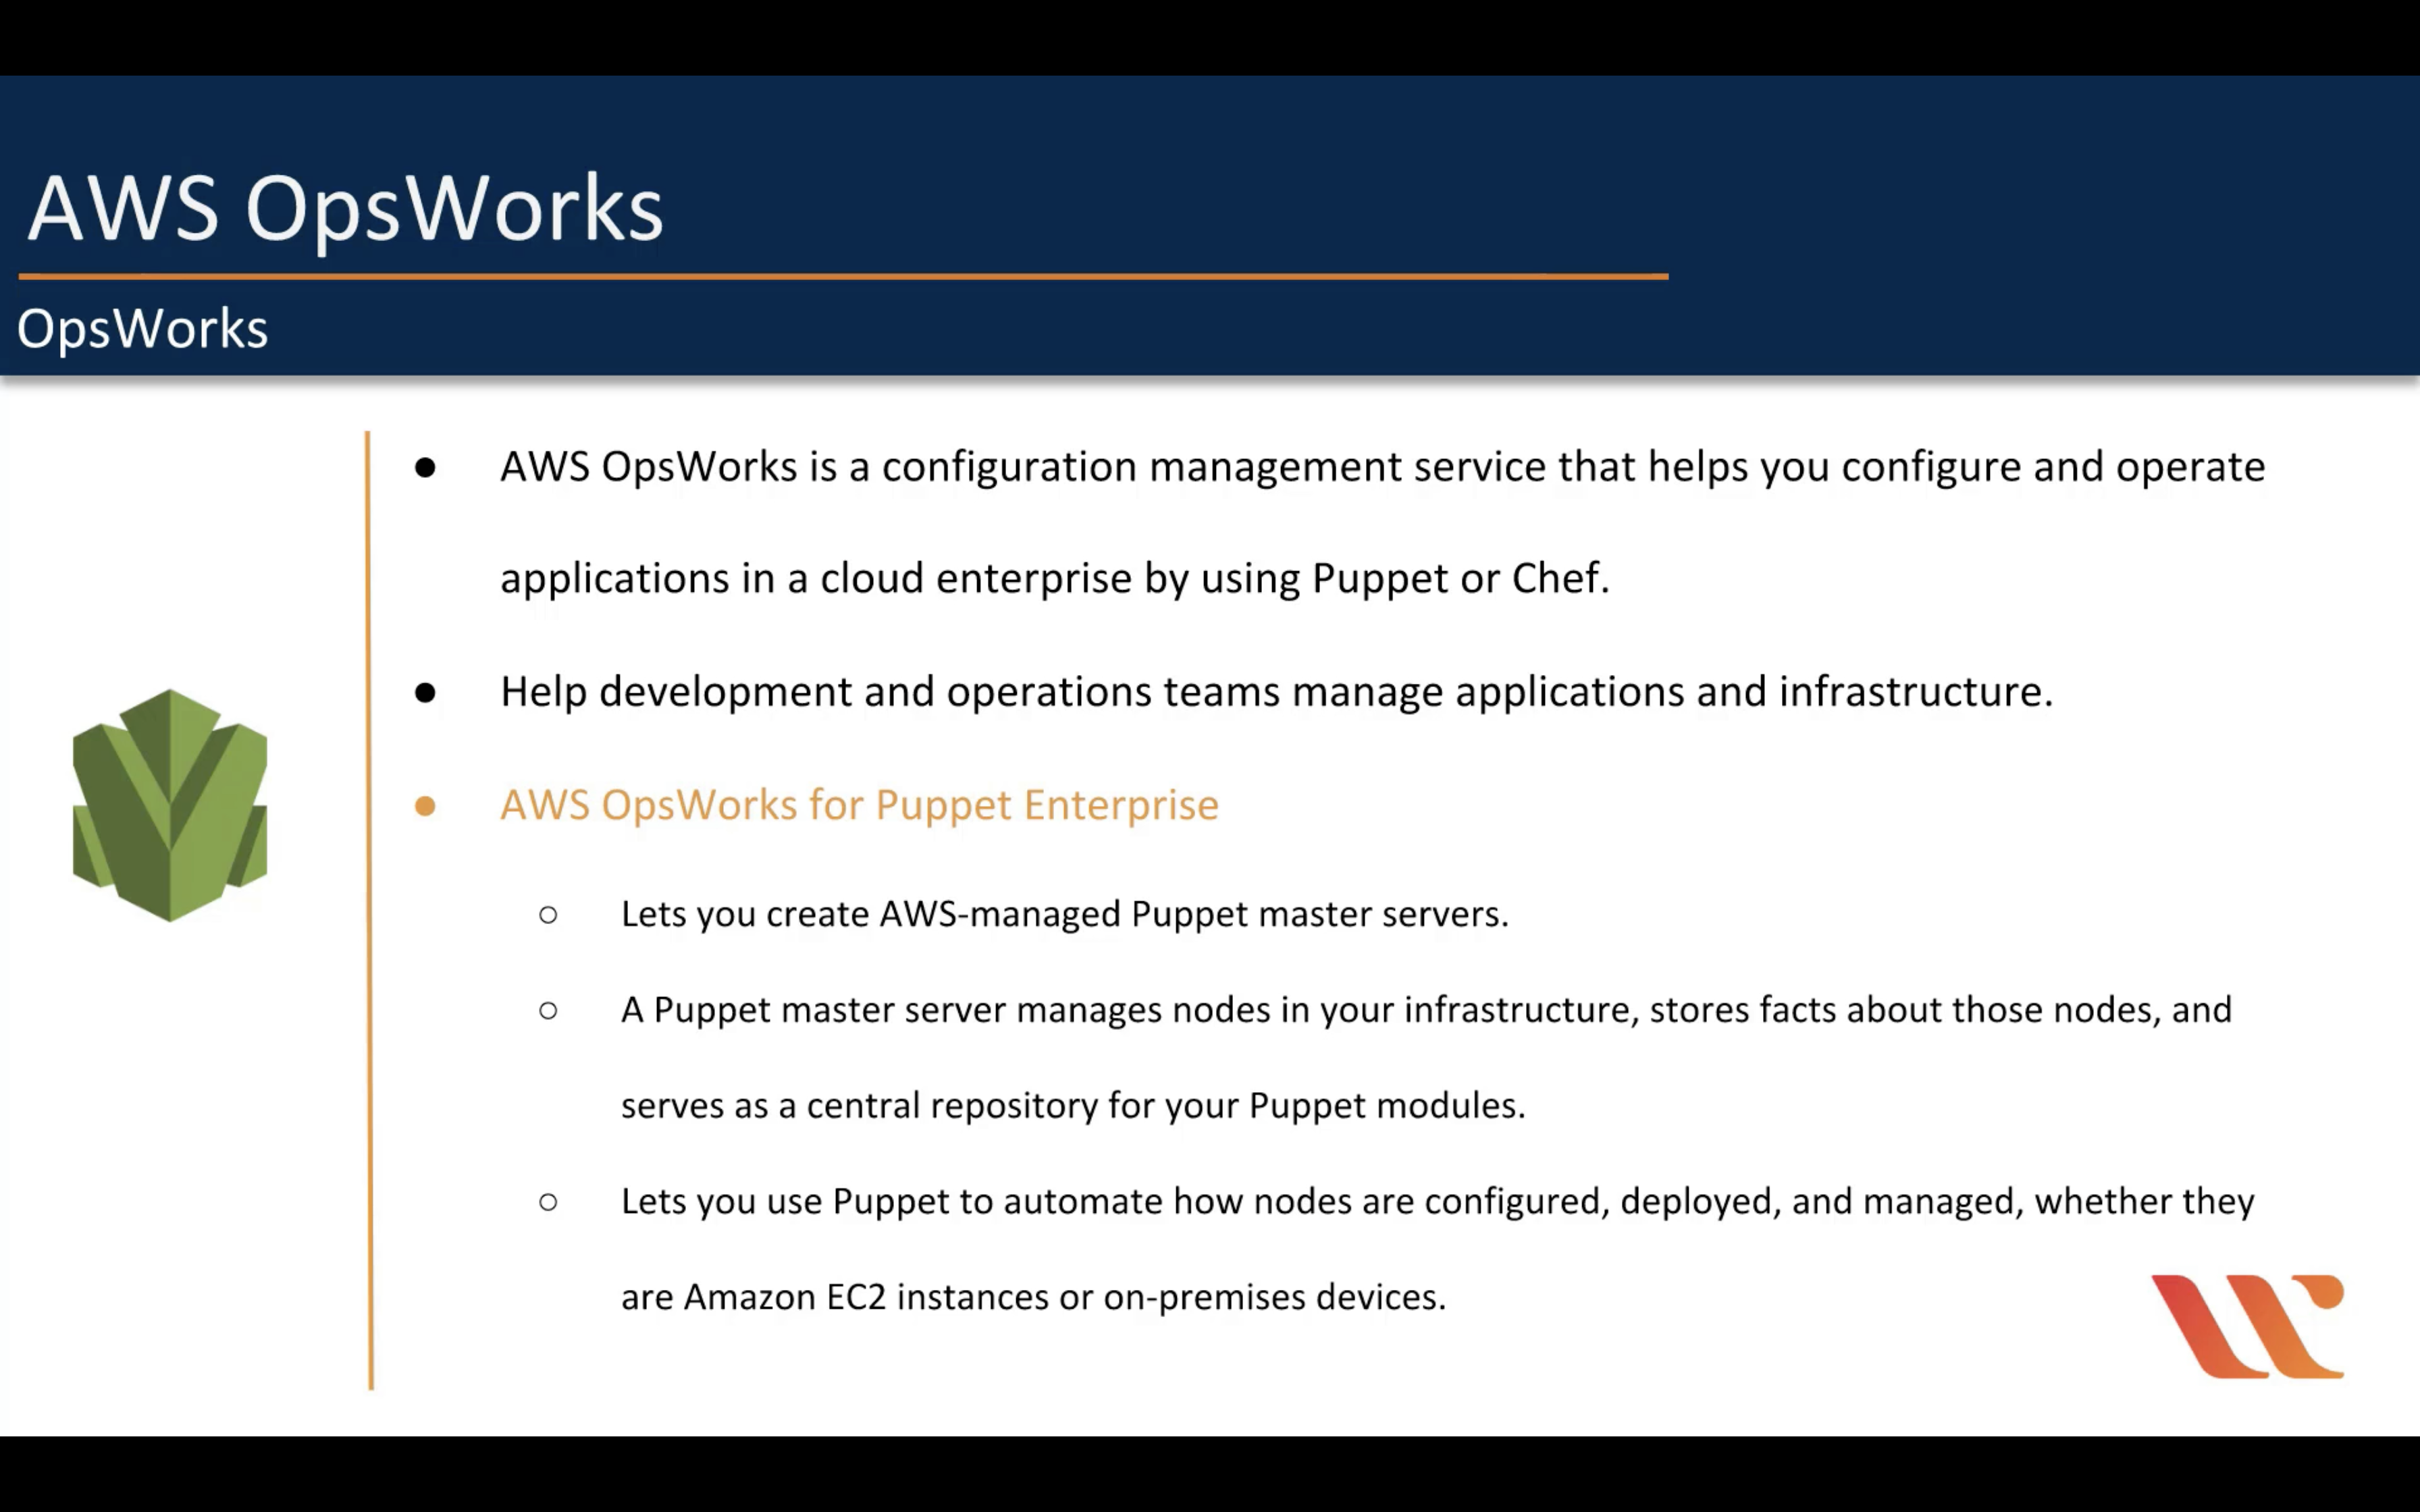 AWS OpsWorks
OpsWorks
● AWS OpsWorks is a configuration management service that helps you configure and operate
applications in a cloud enterprise by using Puppet or Chef.
● Help development and operations teams manage applications and infrastructure.
● AWS OpsWorks for Puppet Enterprise
○ Lets you create AWS-managed Puppet master servers.
○ A Puppet master server manages nodes in your infrastructure, stores facts about those nodes, and
serves as a central repository for your Puppet modules.
○ Lets you use Puppet to automate how nodes are configured, deployed, and managed, whether they
are Amazon EC2 instances or on-premises devices.